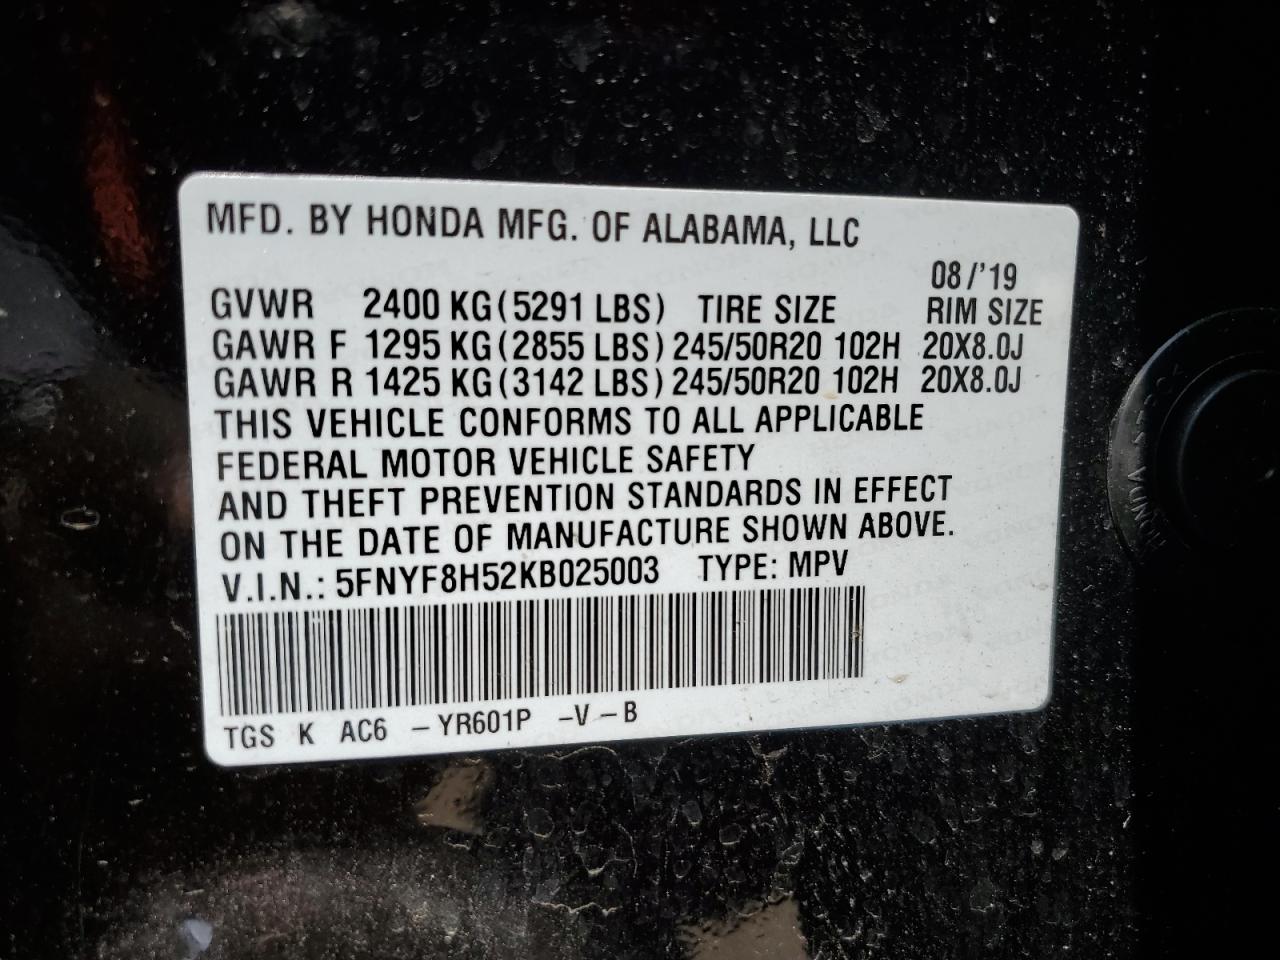 MFD. BY HONDA MFG. OF ALABAMA, LLC
08/'19
GVWR 2400 KG (5291 LBS) TIRE SIZE RIM SIZE
GAWR F 1295 KG (2855 LBS) 245/50R20 102H 20X8.0J
GAWR R 1425 KG (3142 LBS) 245/50R20 102H 20X8.0J
THIS VEHICLE CONFORMS TO ALL APPLICABLE
FEDERAL MOTOR VEHICLE SAFETY
AND THEFT PREVENTION STANDARDS IN EFFECT
ON THE DATE OF MANUFACTURE SHOWN ABOVE.
V.I.N.: 5FNYF8H52KB025003 TYPE: MPV
TGS K AC6 -YR601P -V-B